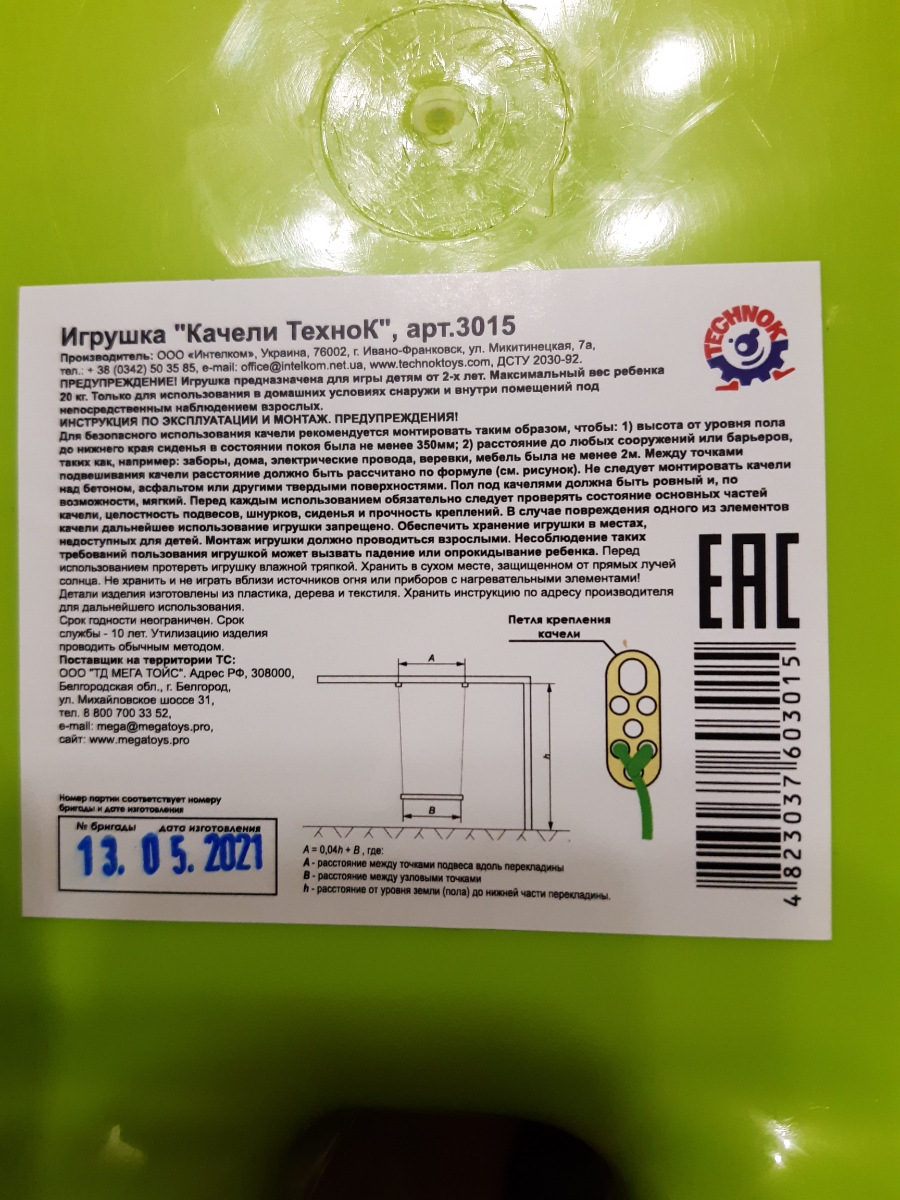 Игрушка "Качели ТехноК", арт.3015
TECHNOK
Производитель: ООО «Интелком», Украина, 76002, г. Ивано-Франковск, ул. Микитинецкая, 7а,
тел.: + 38 (0342) 50 35 85, e-mail: office@intelkom.net.ua, www.technoktoys.com, ДСТУ 2030-92.
ПРЕДУПРЕЖДЕНИЕ! Игрушка предназначена для игры детям от 2-х лет. Максимальный вес ребенка
20 кг. Только для использования в домашних условиях снаружи и внутри помещений под
непосредственным наблюдением взрослых.
ИНСТРУКЦИЯ ПО ЭКСПЛУАТАЦИИ И МОНТАЖ. ПРЕДУПРЕЖДЕНИЯ!
Для безопасного использования качели рекомендуется монтировать таким образом, чтобы: 1) высота от уровня пола
до нижнего края сиденья в состоянии покоя была не менее 350мм; 2) расстояние до любых сооружений или барьеров,
таких как, например: заборы, дома, электрические провода, веревки, мебель была не менее 2м. Между точками
подвешивания качели расстояние должно быть рассчитано по формуле (см. рисунок). Не следует монтировать качели
над бетоном, асфальтом или другими твердыми поверхностями. Пол под качелями должна быть ровный и, по
возможности, мягкий. Перед каждым использованием обязательно следует проверять состояние основных частей
качели, целостность подвесов, шнурков, сиденья и прочность креплений. В случае повреждения одного из элементов
качели дальнейшее использование игрушки запрещено. Обеспечить хранение игрушки в местах,
недоступных для детей. Монтаж игрушки должно проводиться взрослыми. Несоблюдение таких
требований пользования игрушкой может вызвать падение или опрокидывание ребенка. Перед
использованием протереть игрушку влажной тряпкой. Хранить в сухом месте, защищенном от прямых лучей
солнца. Не хранить и не играть вблизи источников огня или приборов с нагревательными элементами!
Детали изделия изготовлены из пластика, дерева и текстиля. Хранить инструкцию по адресу производителя
для дальнейшего использования.
Срок годности неограничен. Срок
службы - 10 лет. Утилизацию изделия
проводить обычным методом.
Поставщик на территории ТС:
ООО "ТД МЕГА ТОЙС". Адрес РФ, 308000,
Белгородская обл., г. Белгород,
ул. Михайловское шоссе 31,
тел. 8 800 700 33 52,
e-mail: mega@megatoys.pro,
сайт: www.megatoys.pro
Номер партии соответствует номеру
бригады и дате изготовления
№ бригады дата изготовления
13. 05. 2021
Петля крепления
качели
A
B
h
A = 0,04h + B , где:
A - расстояние между точками подвеса вдоль перекладины
B - расстояние между узловыми точками
h - расстояние от уровня земли (пола) до нижней части перекладины.
EAC
4 823037 603015